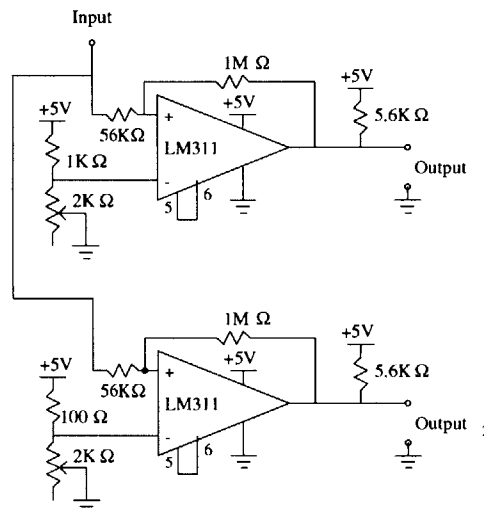 Input
1M Ω
+5V
+5V
+5V
5.6K Ω
56KΩ
+
LM311
1K Ω
Output
-
2K Ω
5
6
1M Ω
+5V
+5V
+5V
5.6K Ω
56KΩ
+
LM311
100 Ω
Output
-
2K Ω
5
6